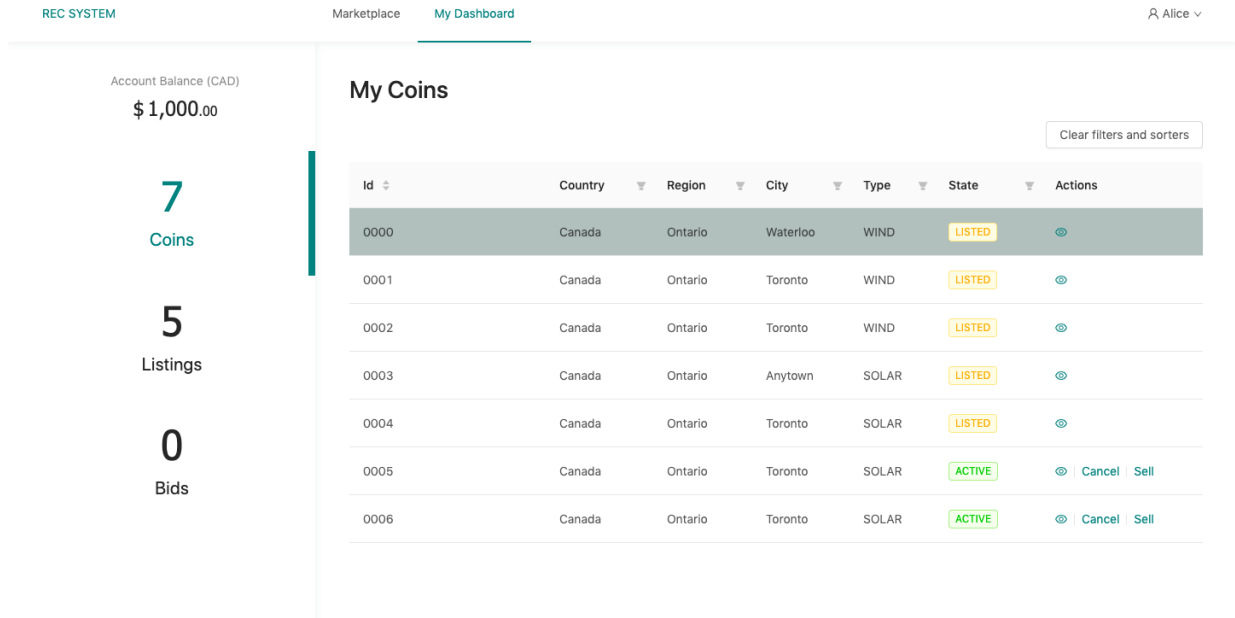 REC SYSTEM Marketplace My Dashboard Alice
Account Balance (CAD)
$ 1,000.00
7
Coins
5
Listings
0
Bids
My Coins
Clear filters and sorters
Id Country Region City Type State Actions
0000 Canada Ontario Waterloo WIND LISTED
0001 Canada Ontario Toronto WIND LISTED
0002 Canada Ontario Toronto WIND LISTED
0003 Canada Ontario Anytown SOLAR LISTED
0004 Canada Ontario Toronto SOLAR LISTED
0005 Canada Ontario Toronto SOLAR ACTIVE Cancel Sell
0006 Canada Ontario Toronto SOLAR ACTIVE Cancel Sell